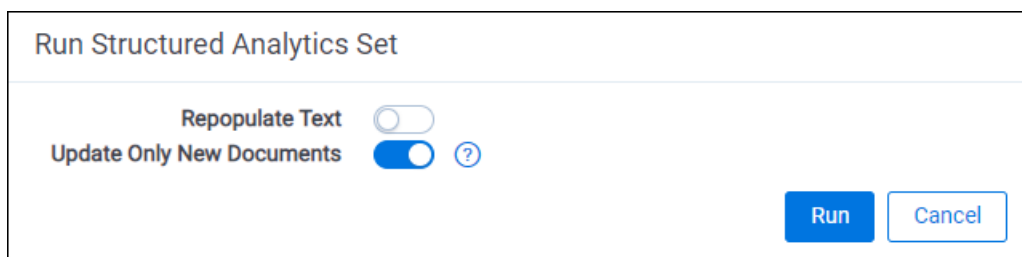 Run Structured Analytics Set
Repopulate Text
Update Only New Documents ?
Run Cancel